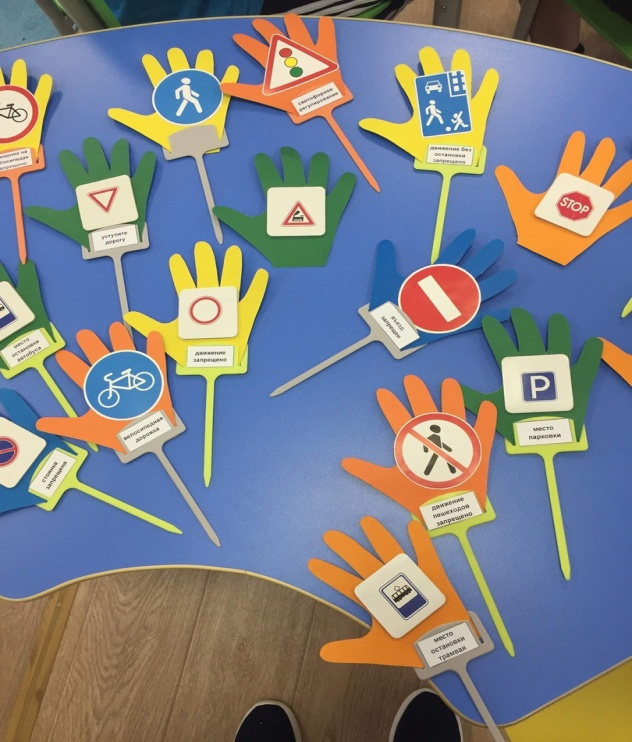 светофорное
регулирование
движение на
велосипедах
запрещено
движение без
остановки
запрещено
STOP
уступите
дорогу
въезд
запрещен
место
остановки
автобуса
движение
запрещено
P
место
парковки
велосипедная
дорожка
стоянка
запрещена
движение
пешеходов
запрещено
место
остановки
трамвая